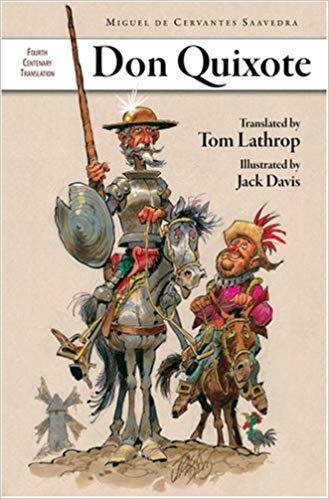 MIGUEL DE CERVANTES SAAVEDRA
FOURTH
CENTENARY
TRANSLATION
Don Quixote
Translated by
Tom Lathrop
Illustrated by
Jack Davis